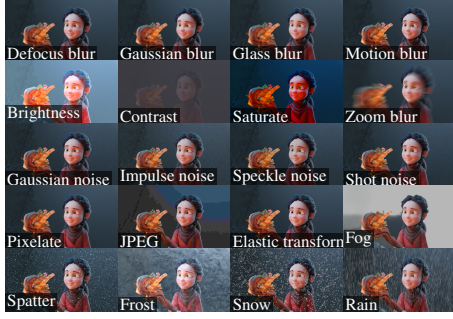 Defocus blur
Gaussian blur
Glass blur
Motion blur
Brightness
Contrast
Saturate
Zoom blur
Gaussian noise
Impulse noise
Speckle noise
Shot noise
Pixelate
JPEG
Elastic transform
Fog
Spatter
Frost
Snow
Rain